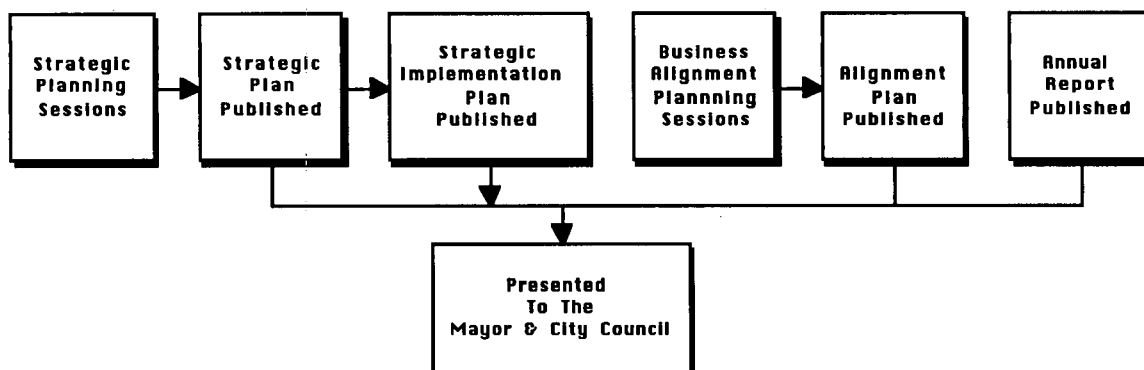 Strategic
Planning
Sessions
Strategic
Plan
Published
Strategic
Implementation
Plan
Published
Business
Alignment
Plannning
Sessions
Alignment
Plan
Published
Annual
Report
Published
Presented
To The
Mayor & City Council